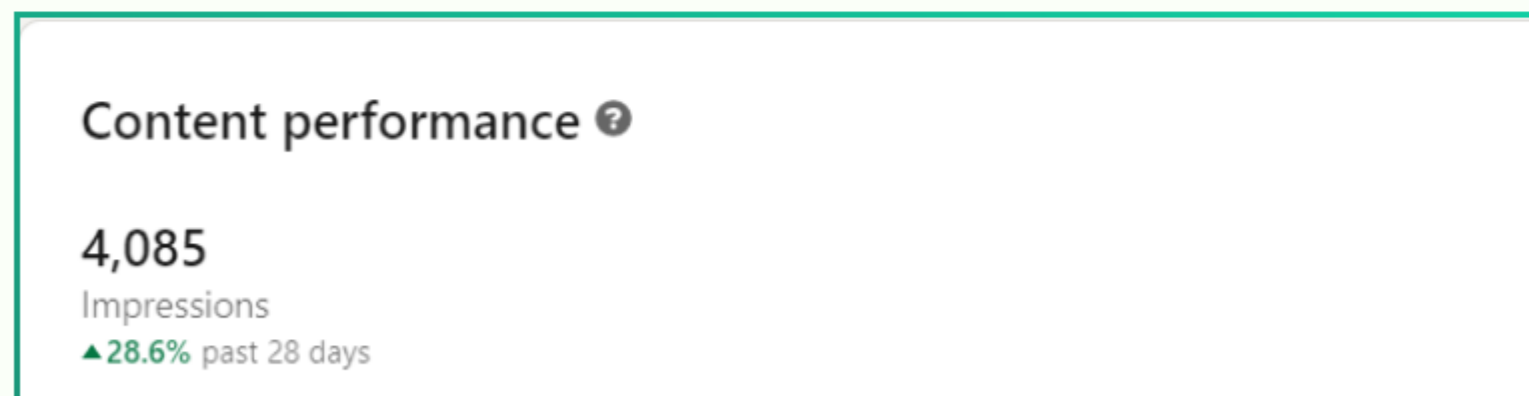 Content performance ?
4,085
Impressions
▲28.6% past 28 days